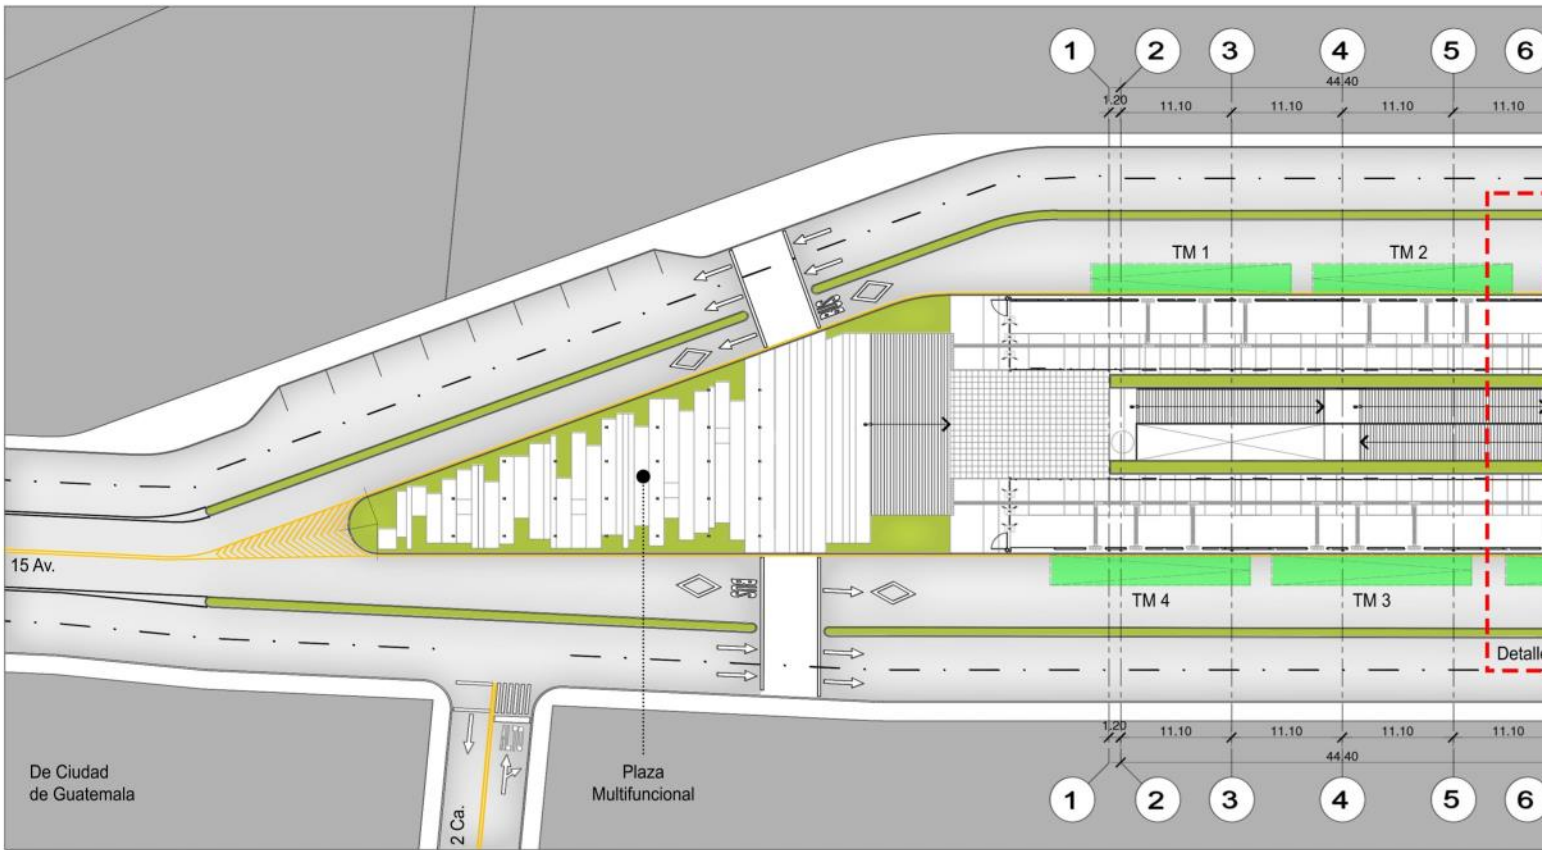 1 2 3 4 5 6
44.40
1.20 11.10 11.10 11.10 11.10
TM 1 TM 2
15 Av.
TM 4 TM 3
Detalle
1.20 11.10 11.10 11.10 11.10
44.40
De Ciudad
de Guatemala
Plaza
Multifuncional
2 Ca.
1 2 3 4 5 6